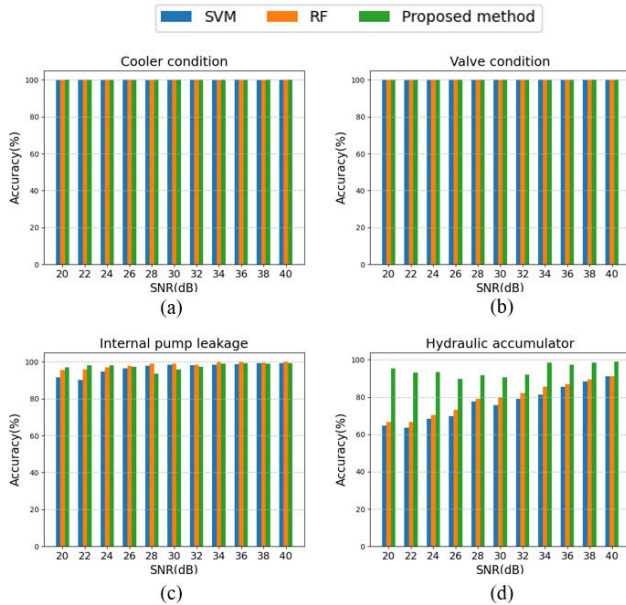 SVM RF Proposed method
Cooler condition
Accuracy(%)
100
80
60
40
20
0
20 22 24 26 28 30 32 34 36 38 40
SNR(dB)
(a)
Valve condition
Accuracy(%)
100
80
60
40
20
0
20 22 24 26 28 30 32 34 36 38 40
SNR(dB)
(b)
Internal pump leakage
Accuracy(%)
100
80
60
40
20
0
20 22 24 26 28 30 32 34 36 38 40
SNR(dB)
(c)
Hydraulic accumulator
Accuracy(%)
100
80
60
40
20
0
20 22 24 26 28 30 32 34 36 38 40
SNR(dB)
(d)